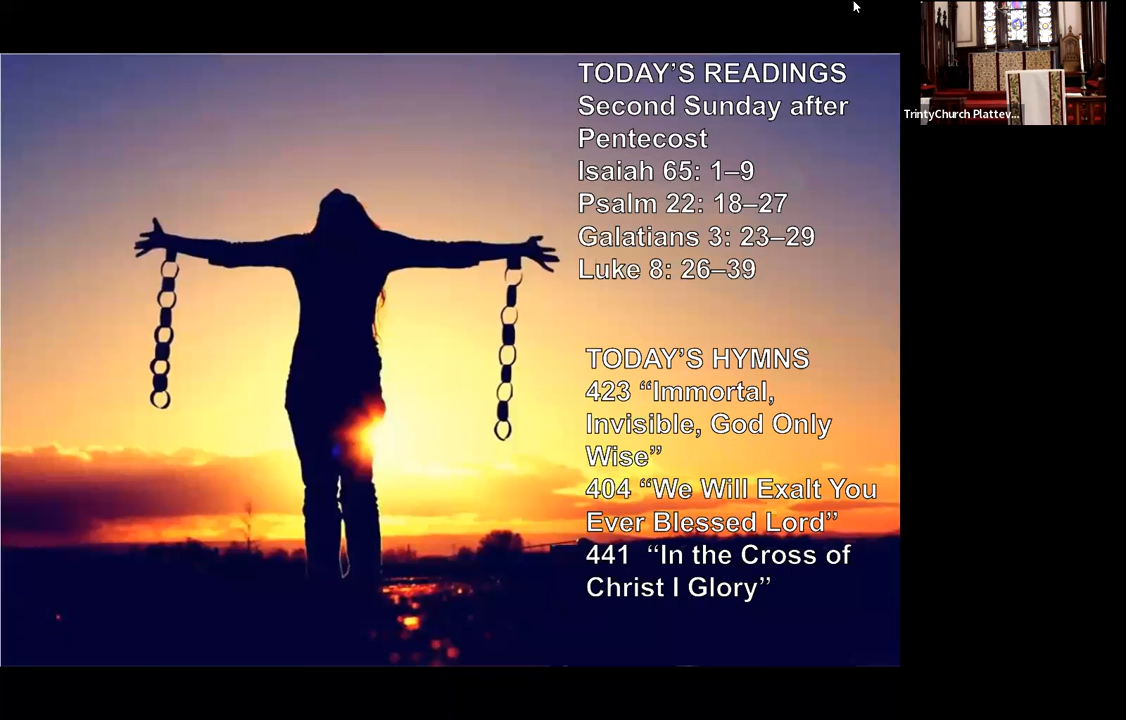 TODAY’S READINGS
Second Sunday after
Pentecost
Isaiah 65: 1–9
Psalm 22: 18–27
Galatians 3: 23–29
Luke 8: 26–39
TODAY’S HYMNS
423 “Immortal,
Invisible, God Only
Wise”
404 “We Will Exalt You
Ever Blessed Lord”
441 “In the Cross of
Christ I Glory”
TrintyChurch Plattev...